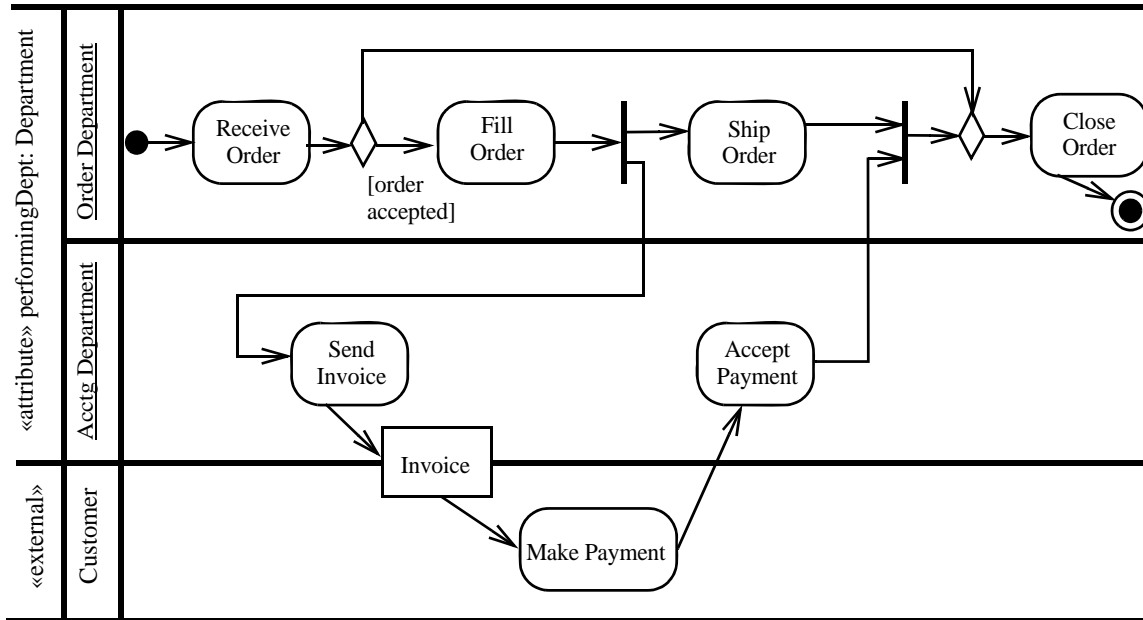 «attribute» performingDept: Department
Order Department
Receive
Order
[order
accepted]
Fill
Order
Ship
Order
Close
Order
Acctg Department
Send
Invoice
Accept
Payment
Invoice
«external»
Customer
Make Payment